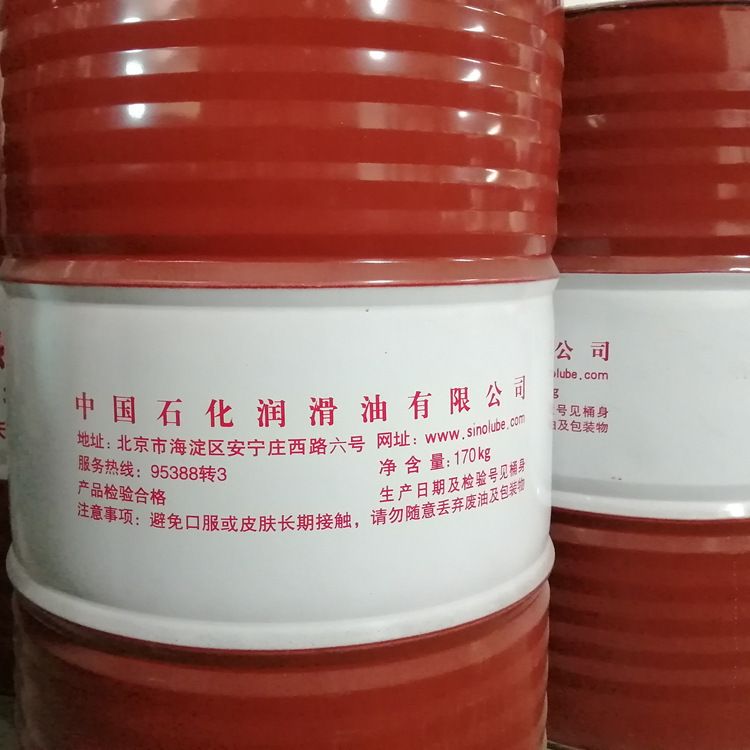 中国石化润滑油有限公司
地址: 北京市海淀区安宁庄西路六号 网址: www.sinolube.com
服务热线: 95388转3 净含量:170kg
产品检验合格 生产日期及检验号见桶身
注意事项: 避免口服或皮肤长期接触，请勿随意丢弃废油及包装物
公司
olube.com
g
号见桶身
油及包装物